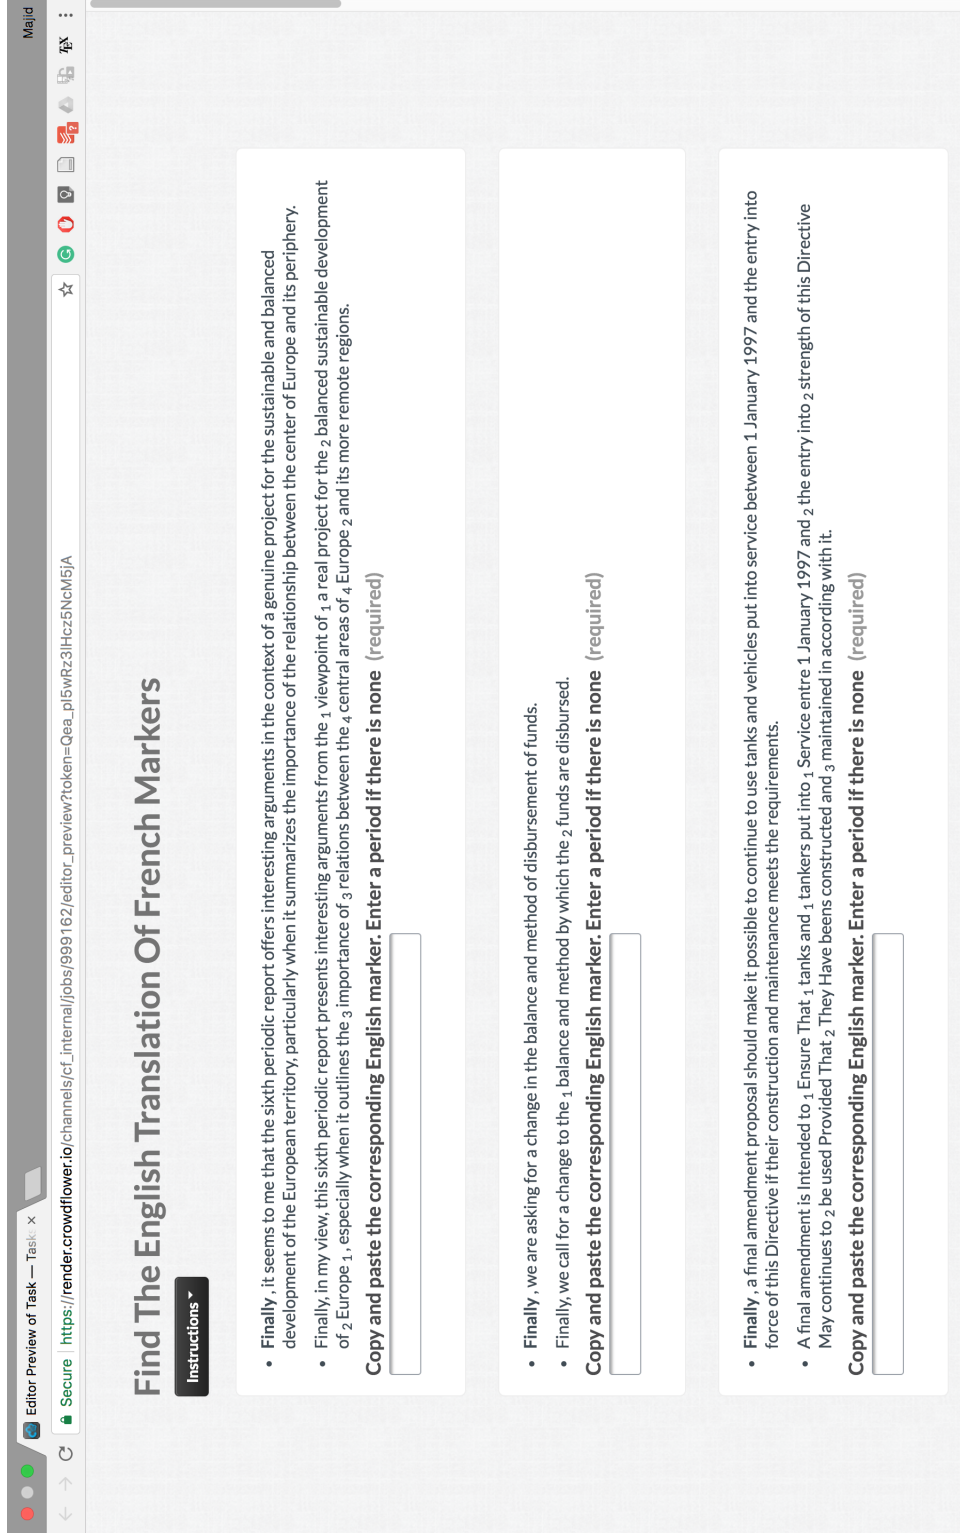 Majid
Editor Preview of Task — Task
Secure https://render.crowdflower.io/channels/cf_internal/jobs/999162/editor_preview?token=Qea_pI5wRz3lHcz5NcM5jA
Find The English Translation Of French Markers
Instructions
Finally , it seems to me that the sixth periodic report offers interesting arguments in the context of a genuine project for the sustainable and balanced
development of the European territory, particularly when it summarizes the importance of the relationship between the center of Europe and its periphery.
Finally, in my view, this sixth periodic report presents interesting arguments from the 1 viewpoint of 1 a real project for the 2 balanced sustainable development
of 2 Europe 1 , especially when it outlines the 3 importance of 3 relations between the 4 central areas of 4 Europe 2 and its more remote regions.
Copy and paste the corresponding English marker. Enter a period if there is none (required)
Finally , we are asking for a change in the balance and method of disbursement of funds.
Finally, we call for a change to the 1 balance and method by which the 2 funds are disbursed.
Copy and paste the corresponding English marker. Enter a period if there is none (required)
Finally , a final amendment proposal should make it possible to continue to use tanks and vehicles put into service between 1 January 1997 and the entry into
force of this Directive if their construction and maintenance meets the requirements.
A final amendment is Intended to 1 Ensure That 1 tanks and 1 tankers put into 1 Service entre 1 January 1997 and 2 the entry into 2 strength of this Directive
May continues to 2 be used Provided That 2 They Have beens constructed and 3 maintained in according with it.
Copy and paste the corresponding English marker. Enter a period if there is none (required)